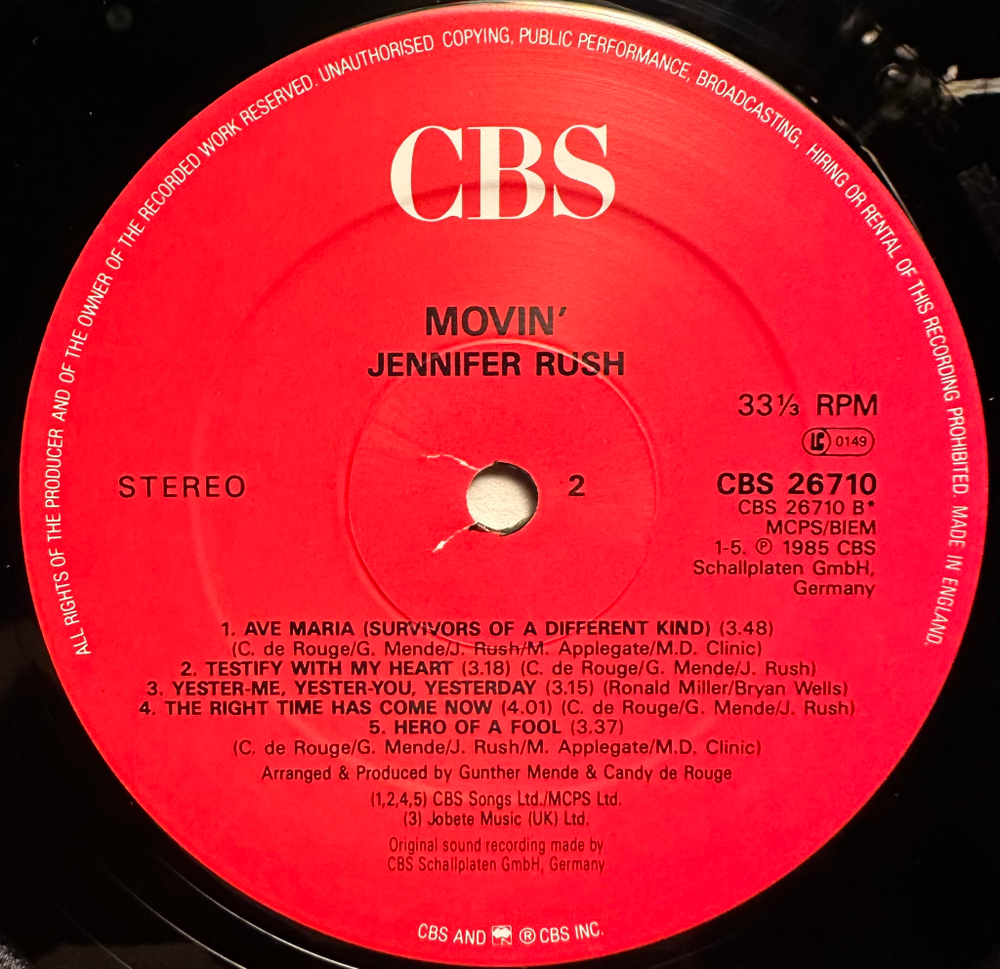 ALL RIGHTS OF THE PRODUCER AND OF THE OWNER OF THE RECORDED WORK RESERVED. UNAUTHORISED COPYING, PUBLIC PERFORMANCE, BROADCASTING, HIRING OR RENTAL OF THIS RECORDING PROHIBITED. MADE IN ENGLAND.
CBS
MOVIN'
JENNIFER RUSH
33⅓ RPM
LC 0149
STEREO
2
CBS 26710
CBS 26710 B*
MCPS/BIEM
1-5. ℗ 1985 CBS
Schallplaten GmbH,
Germany
1. AVE MARIA (SURVIVORS OF A DIFFERENT KIND) (3.48)
(C. de Rouge/G. Mende/J. Rush/M. Applegate/M.D. Clinic)
2. TESTIFY WITH MY HEART (3.18) (C. de Rouge/G. Mende/J. Rush)
3. YESTER-ME, YESTER-YOU, YESTERDAY (3.15) (Ronald Miller/Bryan Wells)
4. THE RIGHT TIME HAS COME NOW (4.01) (C. de Rouge/G. Mende/J. Rush)
5. HERO OF A FOOL (3.37)
(C. de Rouge/G. Mende/J. Rush/M. Applegate/M.D. Clinic)
Arranged & Produced by Gunther Mende & Candy de Rouge
(1,2,4,5) CBS Songs Ltd./MCPS Ltd.
(3) Jobete Music (UK) Ltd.
Original sound recording made by
CBS Schallplaten GmbH, Germany
CBS AND ® CBS INC.